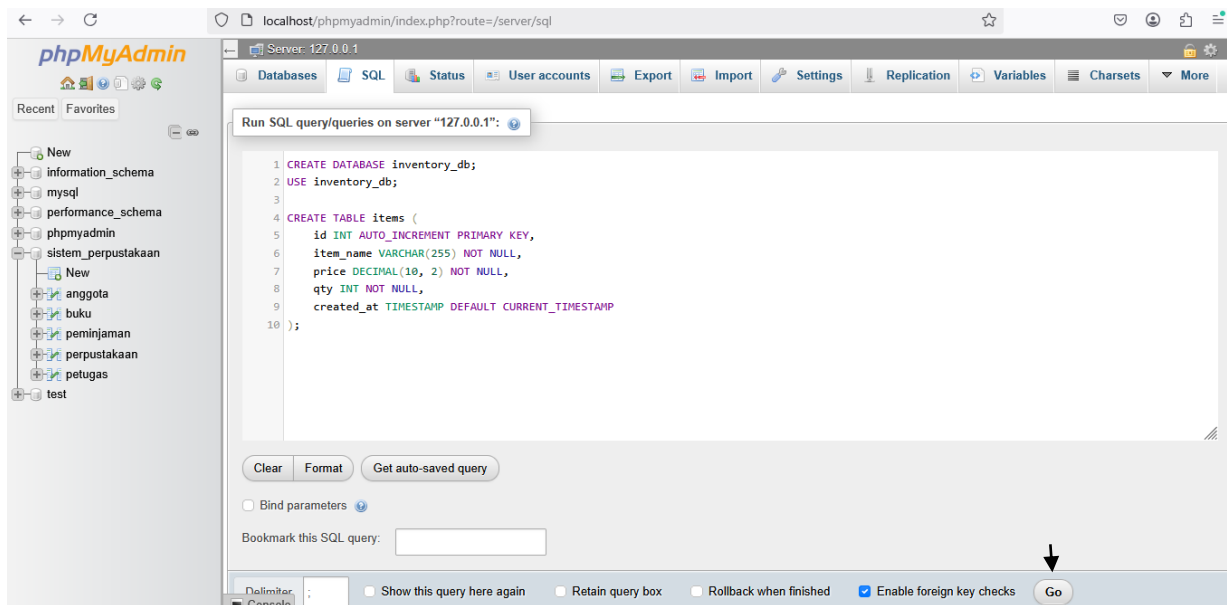 localhost/phpmyadmin/index.php?route=/server/sql
phpMyAdmin
Recent Favorites
New
information_schema
mysql
performance_schema
phpmyadmin
sistem_perpustakaan
New
anggota
buku
peminjaman
perpustakaan
petugas
test
Server: 127.0.0.1
Databases SQL Status User accounts Export Import Settings Replication Variables Charsets More
Run SQL query/queries on server “127.0.0.1”:
1 CREATE DATABASE inventory_db;
2 USE inventory_db;
3
4 CREATE TABLE items (
5 id INT AUTO_INCREMENT PRIMARY KEY,
6 item_name VARCHAR(255) NOT NULL,
7 price DECIMAL(10, 2) NOT NULL,
8 qty INT NOT NULL,
9 created_at TIMESTAMP DEFAULT CURRENT_TIMESTAMP
10 );
Clear Format Get auto-saved query
Bind parameters
Bookmark this SQL query:
Delimiter ; Show this query here again Retain query box Rollback when finished Enable foreign key checks Go
Console